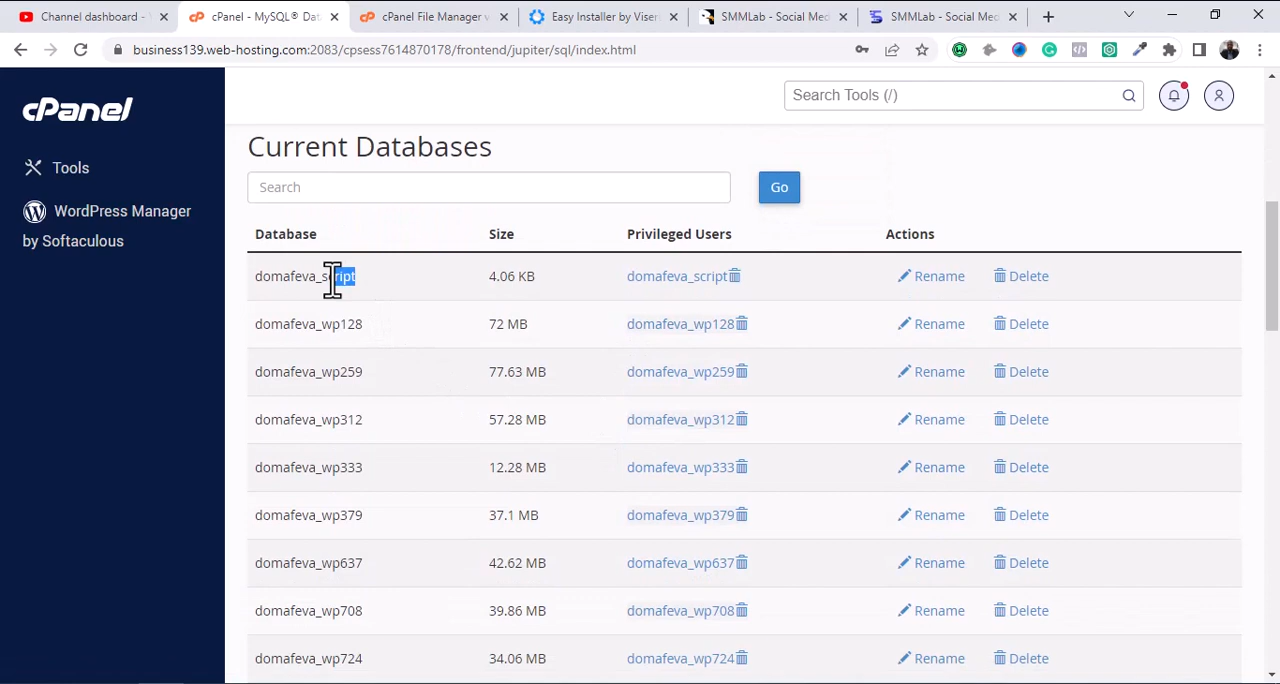 Channel dashboard - Y
cPanel - MySQL® Data
cPanel File Manager v
Easy Installer by Viser
SMMLab - Social Med
SMMLab - Social Med
business139.web-hosting.com:2083/cpsess7614870178/frontend/jupiter/sql/index.html
cPanel
Search Tools (/)
Tools
WordPress Manager
by Softaculous
Current Databases
Search
Go
Database Size Privileged Users Actions
domafeva_script 4.06 KB domafeva_script Rename Delete
domafeva_wp128 72 MB domafeva_wp128 Rename Delete
domafeva_wp259 77.63 MB domafeva_wp259 Rename Delete
domafeva_wp312 57.28 MB domafeva_wp312 Rename Delete
domafeva_wp333 12.28 MB domafeva_wp333 Rename Delete
domafeva_wp379 37.1 MB domafeva_wp379 Rename Delete
domafeva_wp637 42.62 MB domafeva_wp637 Rename Delete
domafeva_wp708 39.86 MB domafeva_wp708 Rename Delete
domafeva_wp724 34.06 MB domafeva_wp724 Rename Delete